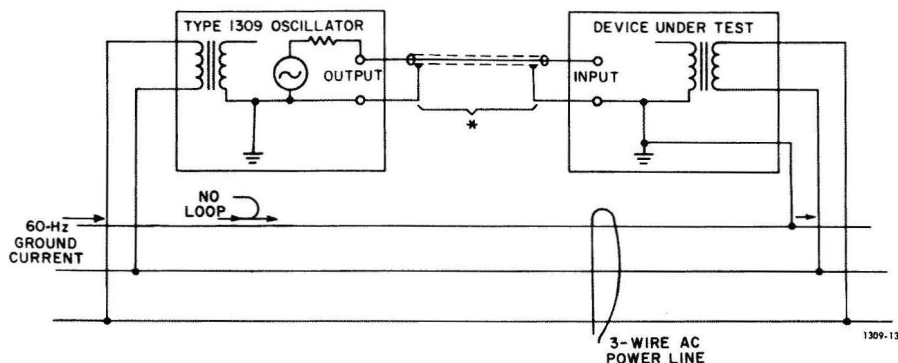 TYPE 1309 OSCILLATOR
DEVICE UNDER TEST
OUTPUT
INPUT
*
NO
LOOP
60-Hz
GROUND
CURRENT
3-WIRE AC
POWER LINE
1309-13